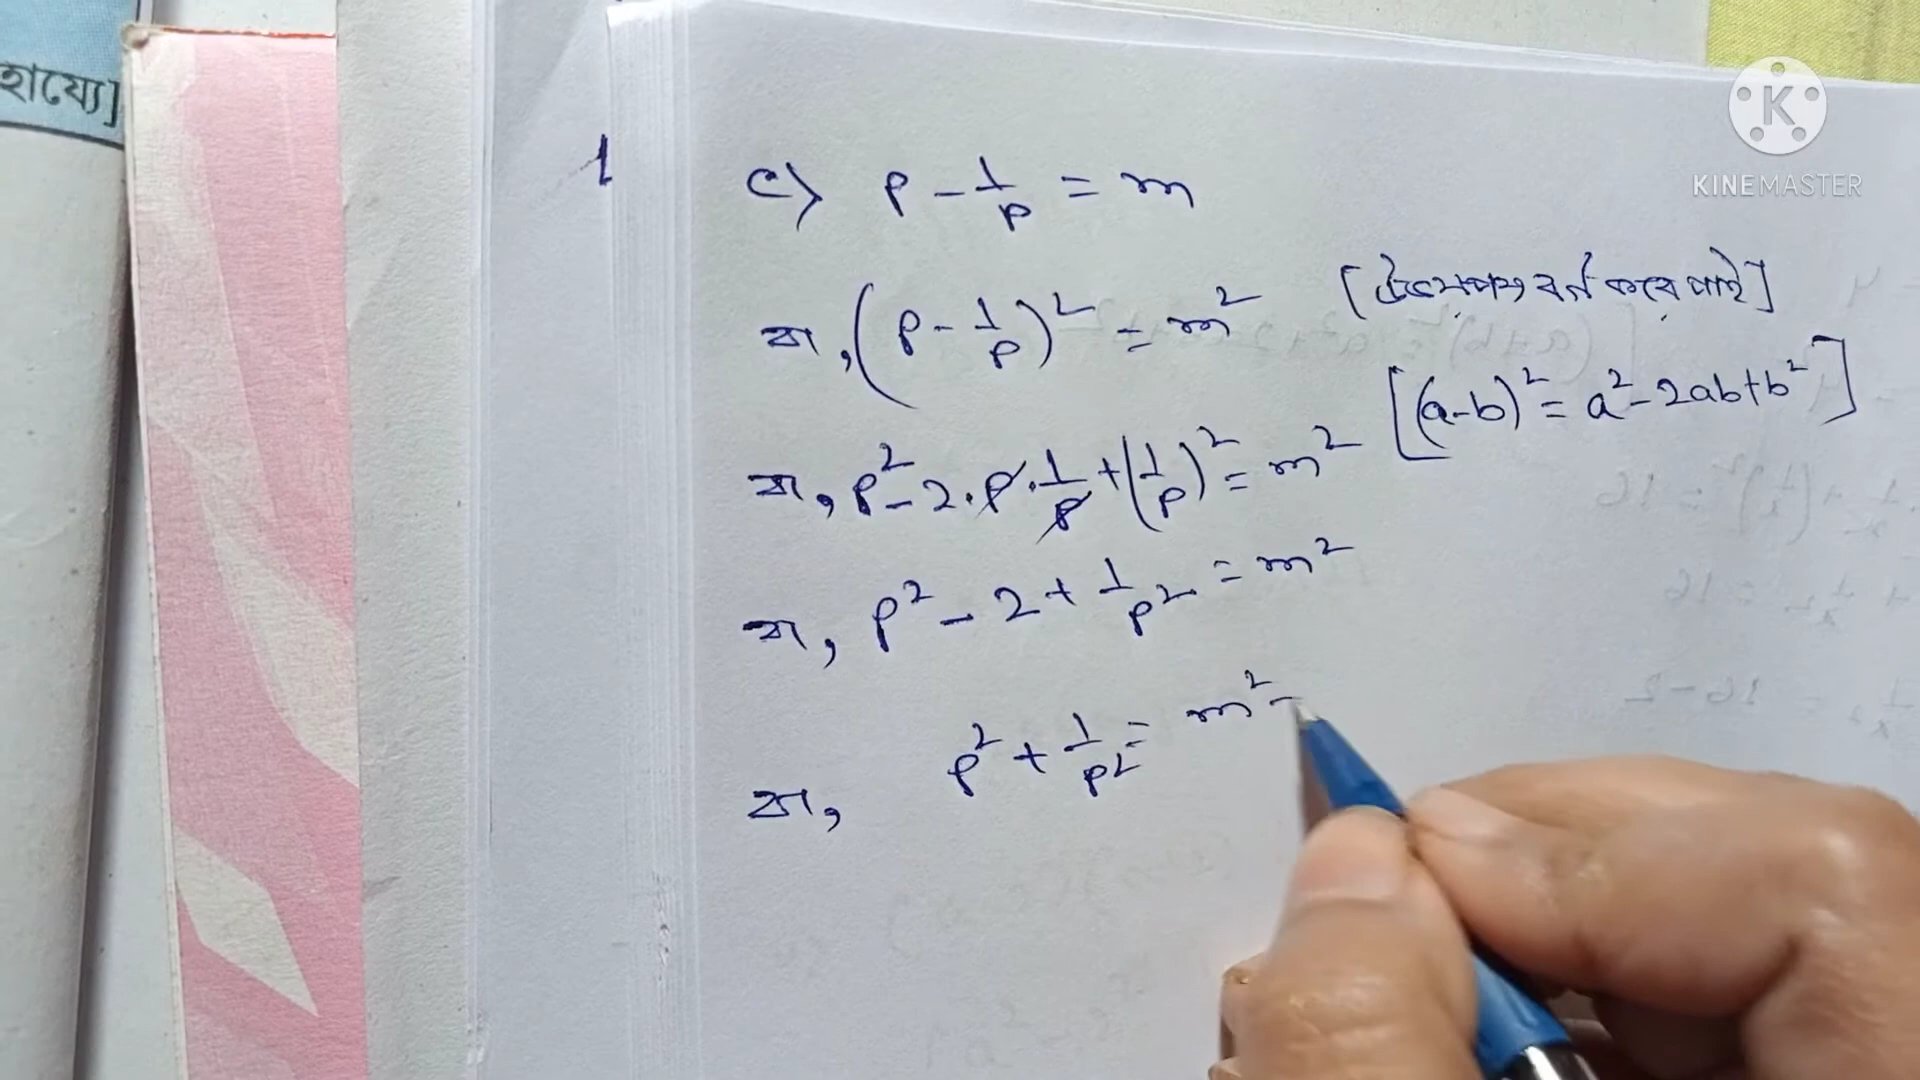 হায্যে]
KINEMASTER
1
c) p - 1/p = m
বা, (p - 1/p)² = m² [উভয়পক্ষে বর্গ করে পাই]
বা, p² - 2 . p . 1/p + (1/p)² = m² [(a-b)² = a² - 2ab + b²]
বা, p² - 2 + 1/p² = m²
বা, p² + 1/p² = m² -